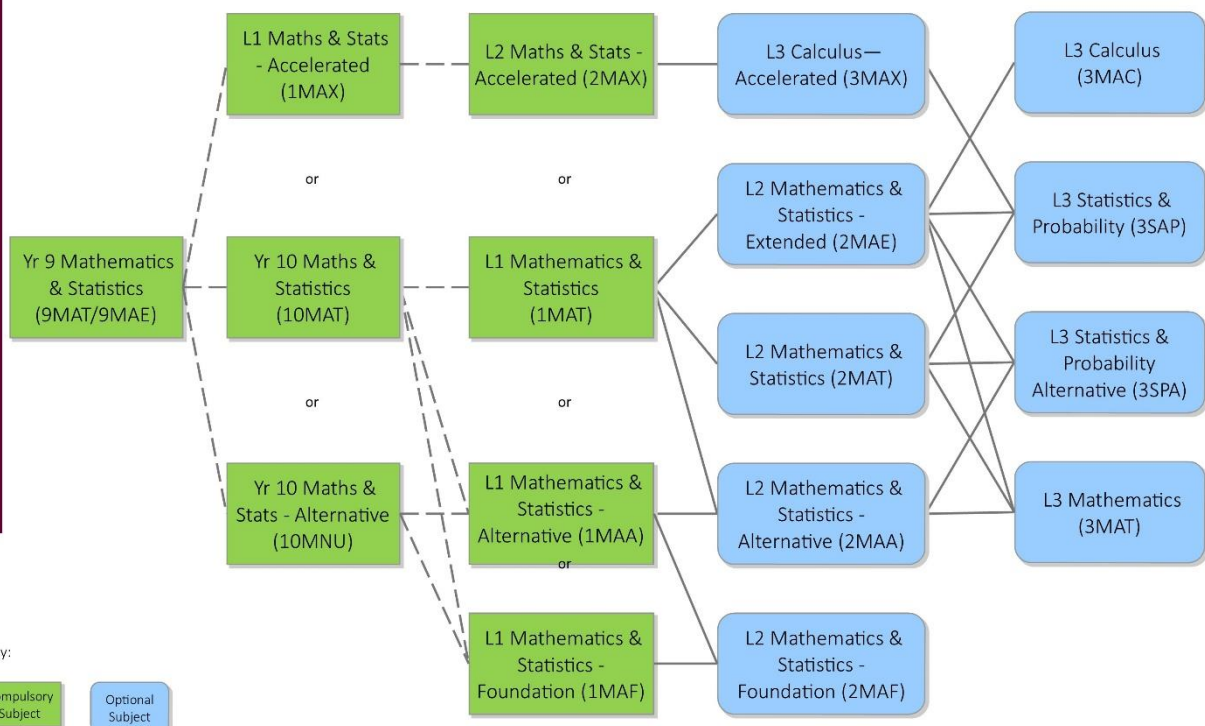 L1 Maths & Stats
- Accelerated
(1MAX)
L2 Maths & Stats -
Accelerated (2MAX)
L3 Calculus—
Accelerated (3MAX)
L3 Calculus
(3MAC)
or
or
L2 Mathematics &
Statistics -
Extended (2MAE)
L3 Statistics &
Probability (3SAP)
Yr 9 Mathematics
& Statistics
(9MAT/9MAE)
Yr 10 Maths &
Statistics
(10MAT)
L1 Mathematics &
Statistics
(1MAT)
L2 Mathematics &
Statistics (2MAT)
L3 Statistics &
Probability
Alternative (3SPA)
or
or
Yr 10 Maths &
Stats - Alternative
(10MNU)
L1 Mathematics &
Statistics -
Alternative (1MAA)
or
L2 Mathematics &
Statistics -
Alternative (2MAA)
L3 Mathematics
(3MAT)
L1 Mathematics &
Statistics -
Foundation (1MAF)
L2 Mathematics &
Statistics -
Foundation (2MAF)
y:
ompulsory
Subject
Optional
Subject